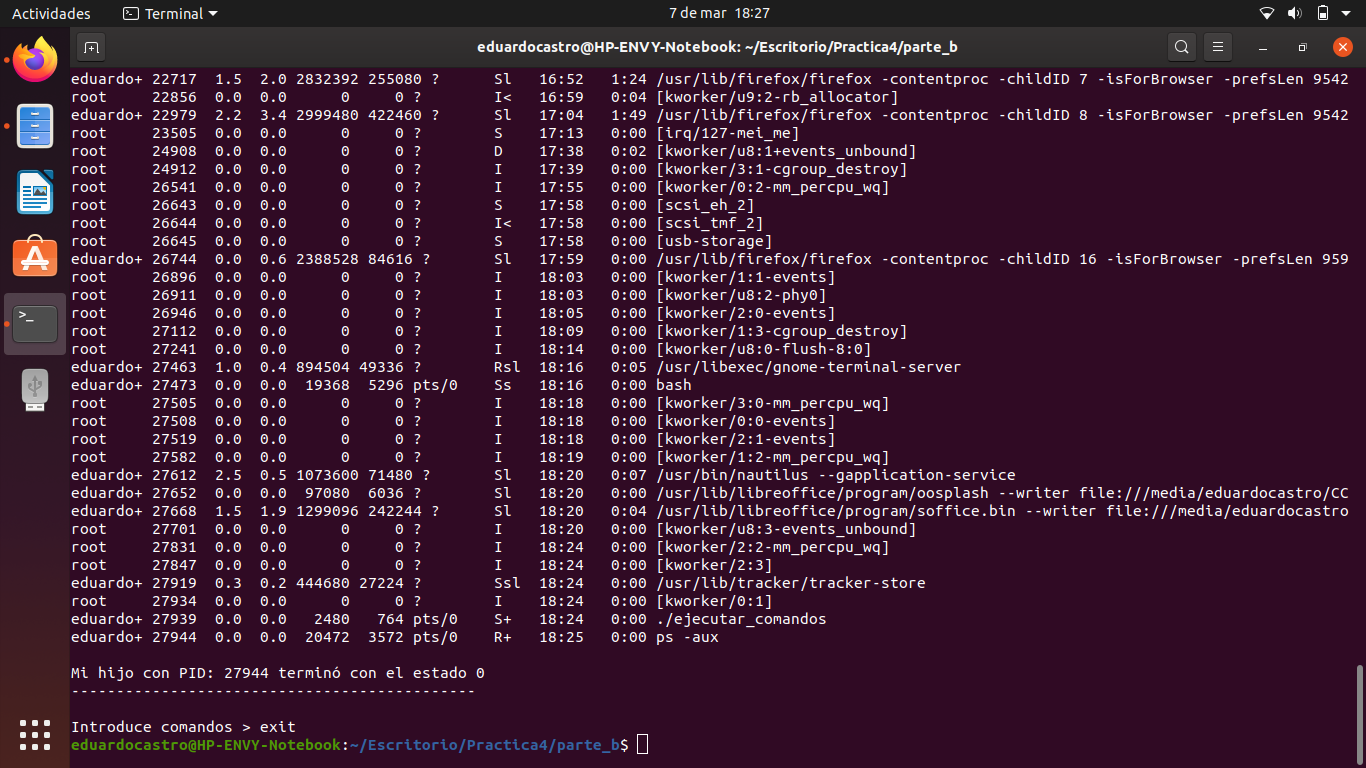 Actividades Terminal 7 de mar 18:27
eduardocastro@HP-ENVY-Notebook: ~/Escritorio/Practica4/parte_b
eduardo+ 22717 1.5 2.0 2832392 255080 ? Sl 16:52 1:24 /usr/lib/firefox/firefox -contentproc -childID 7 -isForBrowser -prefsLen 9542
root 22856 0.0 0.0 0 0 ? I< 16:59 0:04 [kworker/u9:2-rb_allocator]
eduardo+ 22979 2.2 3.4 2999480 422460 ? Sl 17:04 1:49 /usr/lib/firefox/firefox -contentproc -childID 8 -isForBrowser -prefsLen 9542
root 23505 0.0 0.0 0 0 ? S 17:13 0:00 [irq/127-mei_me]
root 24908 0.0 0.0 0 0 ? D 17:38 0:02 [kworker/u8:1+events_unbound]
root 24912 0.0 0.0 0 0 ? I 17:39 0:00 [kworker/3:1-cgroup_destroy]
root 26541 0.0 0.0 0 0 ? I 17:55 0:00 [kworker/0:2-mm_percpu_wq]
root 26643 0.0 0.0 0 0 ? S 17:58 0:00 [scsi_eh_2]
root 26644 0.0 0.0 0 0 ? I< 17:58 0:00 [scsi_tmf_2]
root 26645 0.0 0.0 0 0 ? S 17:58 0:00 [usb-storage]
eduardo+ 26744 0.0 0.6 2388528 84616 ? Sl 17:59 0:00 /usr/lib/firefox/firefox -contentproc -childID 16 -isForBrowser -prefsLen 959
root 26896 0.0 0.0 0 0 ? I 18:03 0:00 [kworker/1:1-events]
root 26911 0.0 0.0 0 0 ? I 18:03 0:00 [kworker/u8:2-phy0]
root 26946 0.0 0.0 0 0 ? I 18:05 0:00 [kworker/2:0-events]
root 27112 0.0 0.0 0 0 ? I 18:09 0:00 [kworker/1:3-cgroup_destroy]
root 27241 0.0 0.0 0 0 ? I 18:14 0:00 [kworker/u8:0-flush-8:0]
eduardo+ 27463 1.0 0.4 894504 49336 ? Rsl 18:16 0:05 /usr/libexec/gnome-terminal-server
eduardo+ 27473 0.0 0.0 19368 5296 pts/0 Ss 18:16 0:00 bash
root 27505 0.0 0.0 0 0 ? I 18:18 0:00 [kworker/3:0-mm_percpu_wq]
root 27508 0.0 0.0 0 0 ? I 18:18 0:00 [kworker/0:0-events]
root 27519 0.0 0.0 0 0 ? I 18:18 0:00 [kworker/2:1-events]
root 27582 0.0 0.0 0 0 ? I 18:19 0:00 [kworker/1:2-mm_percpu_wq]
eduardo+ 27612 2.5 0.5 1073600 71480 ? Sl 18:20 0:07 /usr/bin/nautilus --gapplication-service
eduardo+ 27652 0.0 0.0 97080 6036 ? Sl 18:20 0:00 /usr/lib/libreoffice/program/oosplash --writer file:///media/eduardocastro/CC
eduardo+ 27668 1.5 1.9 1299096 242244 ? Sl 18:20 0:04 /usr/lib/libreoffice/program/soffice.bin --writer file:///media/eduardocastro
root 27701 0.0 0.0 0 0 ? I 18:20 0:00 [kworker/u8:3-events_unbound]
root 27831 0.0 0.0 0 0 ? I 18:24 0:00 [kworker/2:2-mm_percpu_wq]
root 27847 0.0 0.0 0 0 ? I 18:24 0:00 [kworker/2:3]
eduardo+ 27919 0.3 0.2 444680 27224 ? Ssl 18:24 0:00 /usr/lib/tracker/tracker-store
root 27934 0.0 0.0 0 0 ? I 18:24 0:00 [kworker/0:1]
eduardo+ 27939 0.0 0.0 2480 764 pts/0 S+ 18:24 0:00 ./ejecutar_comandos
eduardo+ 27944 0.0 0.0 20472 3572 pts/0 R+ 18:25 0:00 ps -aux
Mi hijo con PID: 27944 terminó con el estado 0
---------------------------------------------
Introduce comandos > exit
eduardocastro@HP-ENVY-Notebook:~/Escritorio/Practica4/parte_b$